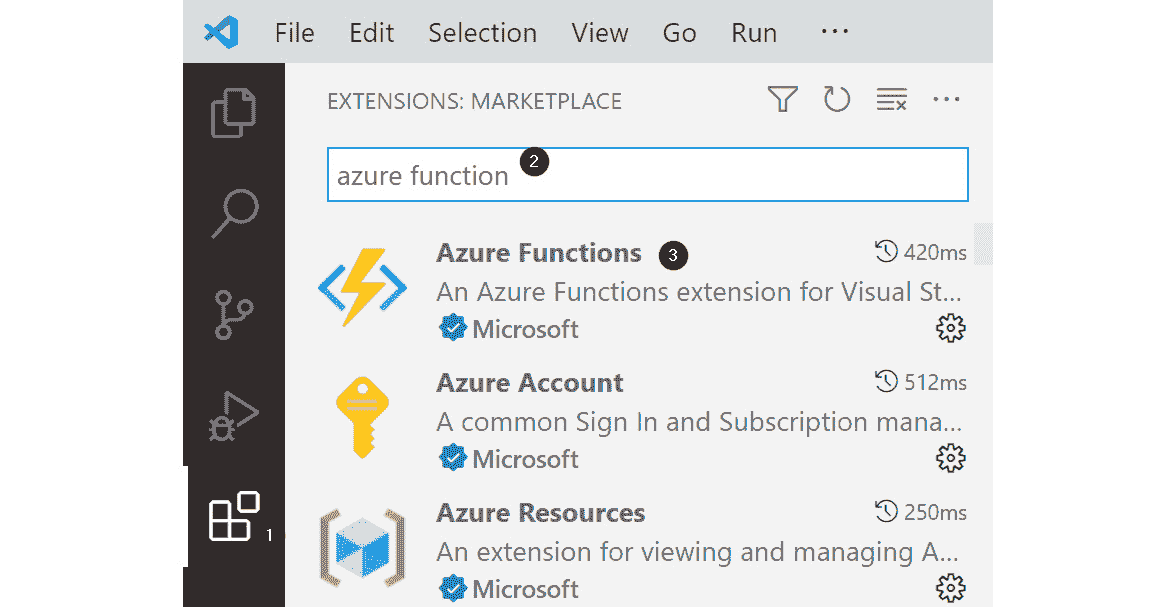 File Edit Selection View Go Run ···
EXTENSIONS: MARKETPLACE ···
azure function 2
Azure Functions 3 420ms
An Azure Functions extension for Visual St...
Microsoft
Azure Account 512ms
A common Sign In and Subscription mana...
Microsoft
1
Azure Resources 250ms
An extension for viewing and managing A...
Microsoft